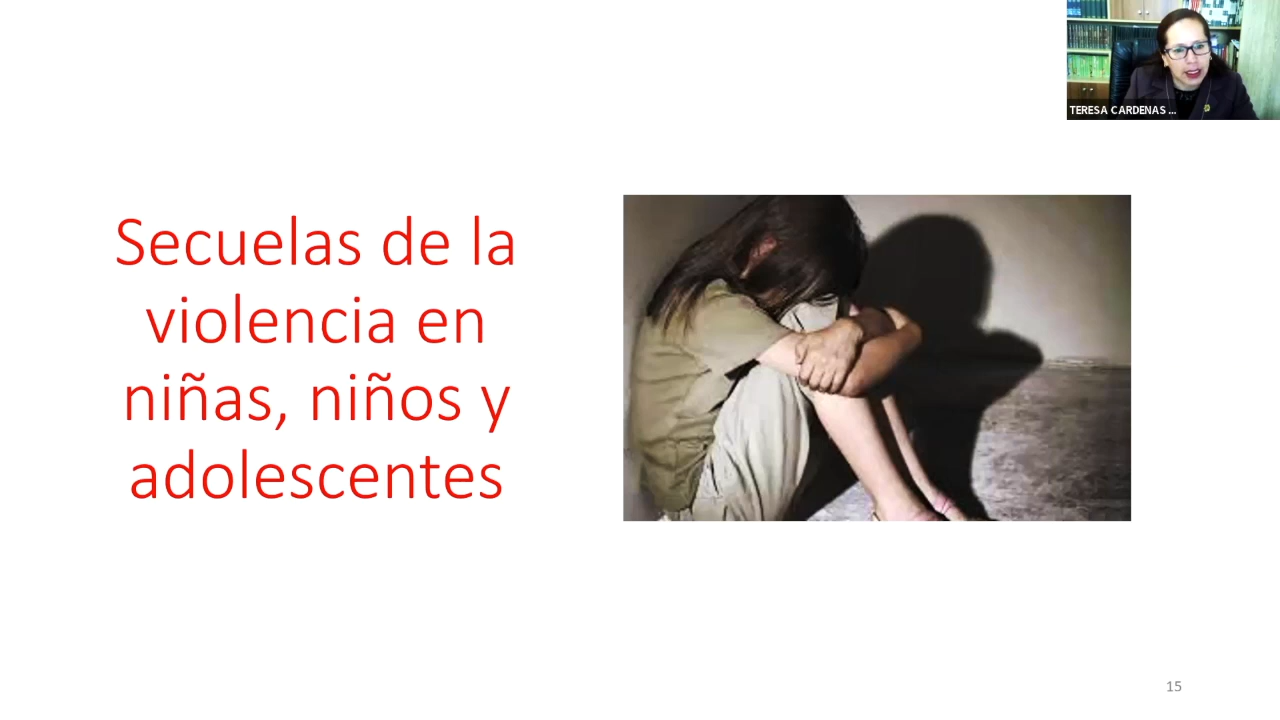 TERESA CARDENAS ...
Secuelas de la
violencia en
niñas, niños y
adolescentes
15